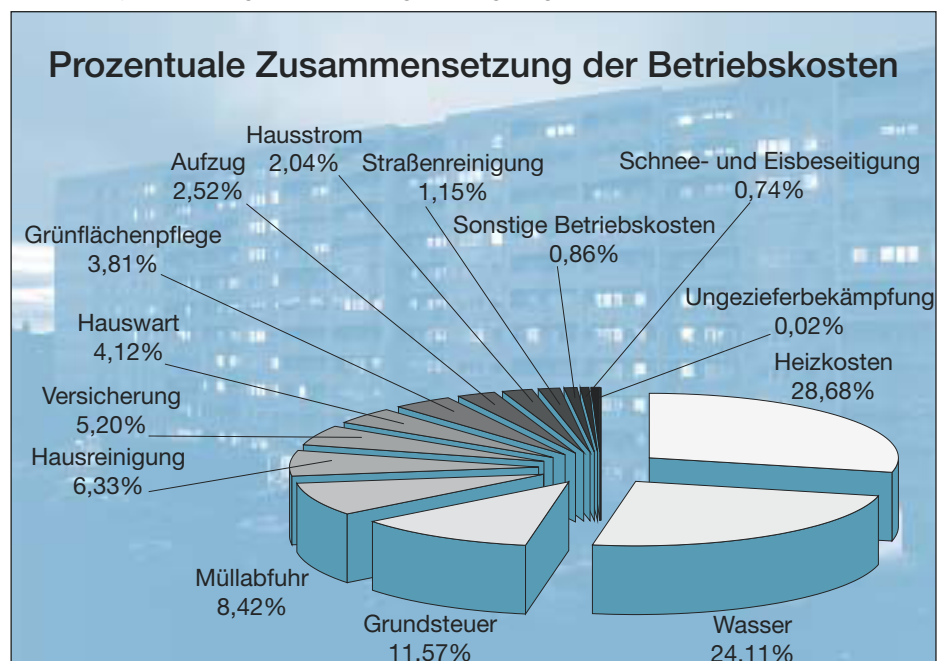 Prozentuale Zusammensetzung der Betriebskosten
Hausstrom
2,04%
Aufzug
2,52%
Straßenreinigung
1,15%
Schnee- und Eisbeseitigung
0,74%
Sonstige Betriebskosten
0,86%
Grünflächenpflege
3,81%
Ungezieferbekämpfung
0,02%
Hauswart
4,12%
Heizkosten
28,68%
Versicherung
5,20%
Hausreinigung
6,33%
Müllabfuhr
8,42%
Grundsteuer
11,57%
Wasser
24,11%